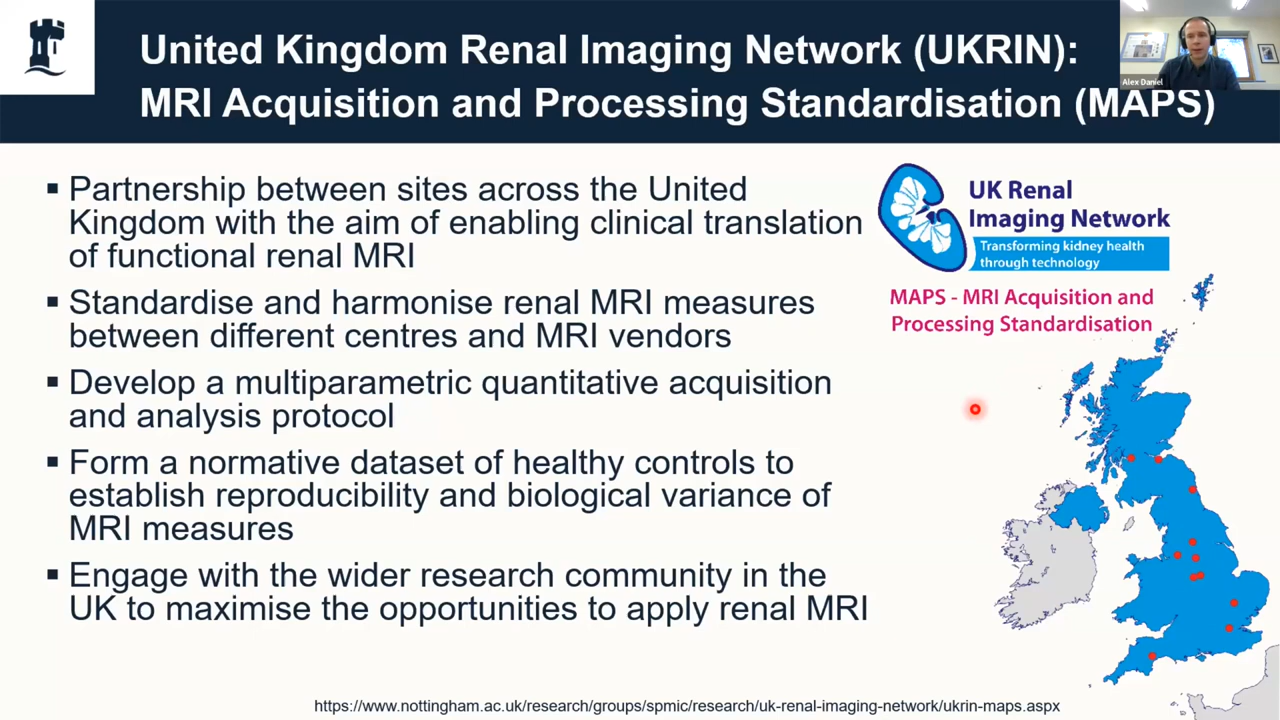 United Kingdom Renal Imaging Network (UKRIN):
MRI Acquisition and Processing Standardisation (MAPS)
Alex Daniel
▪ Partnership between sites across the United
Kingdom with the aim of enabling clinical translation
of functional renal MRI
▪ Standardise and harmonise renal MRI measures
between different centres and MRI vendors
▪ Develop a multiparametric quantitative acquisition
and analysis protocol
▪ Form a normative dataset of healthy controls to
establish reproducibility and biological variance of
MRI measures
▪ Engage with the wider research community in the
UK to maximise the opportunities to apply renal MRI
UK Renal
Imaging Network
Transforming kidney health
through technology
MAPS - MRI Acquisition and
Processing Standardisation
https://www.nottingham.ac.uk/research/groups/spmic/research/uk-renal-imaging-network/ukrin-maps.aspx